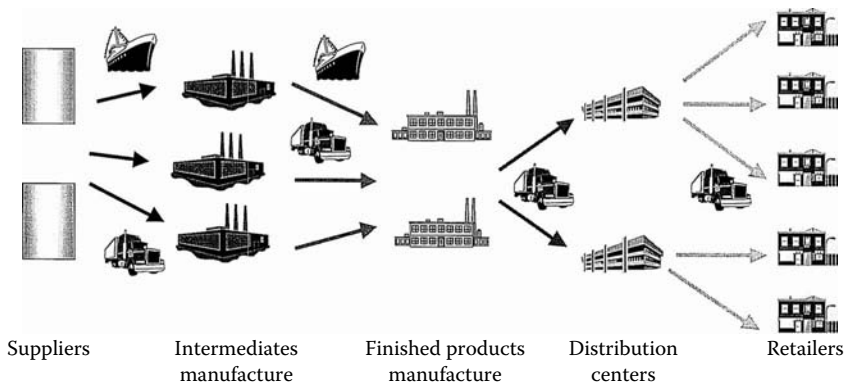 Suppliers
Intermediates
manufacture
Finished products
manufacture
Distribution
centers
Retailers